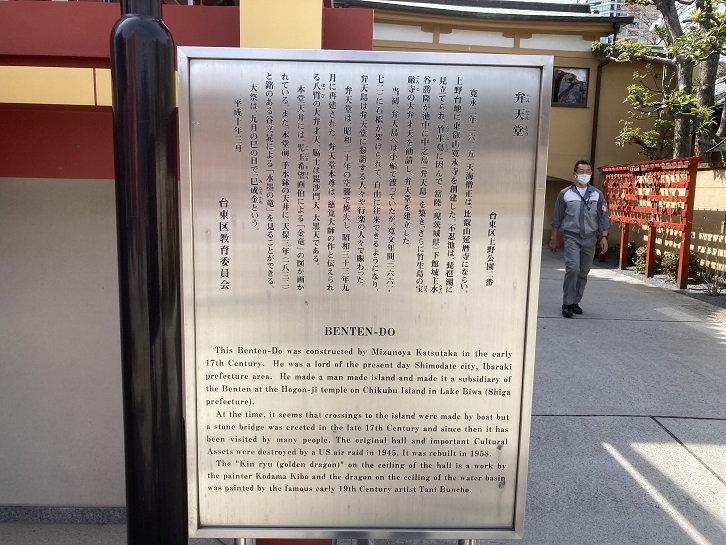 弁天堂
べんてんどう
台東区上野公園二番
寛永二年（一六二五）天海僧正は、比叡山延暦寺にならい、
上野台地に東叡山寛永寺を創建した。不忍池は、琵琶湖に
見立てられ、竹生島に因んで、常陸（現茨城県）下館城主水
谷勝隆が池中に中之島（弁天島）を築き、さらに竹生島の宝
厳寺の大弁才天を勧請し、弁天堂を建立した。
当初、弁天島へは小船で渡っていたが、寛文年間（一六六一〜
七二）に石橋が架けられて、自由に往来できるようになり、
弁天島は弁天堂に参詣する人々や行楽の人々で賑わった。
弁天堂は、昭和二十年の空襲で焼失し、昭和三十三年九
月に再建された。弁天堂本尊は、慈覚大師の作と伝えられ
る八臂の大弁才天、脇士は毘沙門天、大黒天である。
本堂天井には、児玉希望画伯による「金竜」の図が画か
れている。また、本堂前、手水鉢の天井に、天保三年（一八三二）
と銘のある谷文晁による「水墨の竜」を見ることができる。
大祭は、九月の巳の日で、巳成金という。
平成十年三月
台東区教育委員会
BENTEN-DO
This Benten-Do was constructed by Mizunoya Katsutaka in the early
17th Century. He was a lord of the present day Shimodate city, Ibaraki
prefecture area. He made a man made island and made it a subsidiary of
the Benten at the Hogon-ji temple on Chikubu Island in Lake Biwa (Shiga
prefecture).
At the time, it seems that crossings to the island were made by boat but
a stone bridge was erected in the late 17th Century and since then it has
been visited by many people. The original hall and important Cultural
Assets were destroyed by a US air raid in 1945. It was rebuilt in 1958.
The "Kin ryu (golden dragon)" on the ceiling of the hall is a work by
the painter Kodama Kibo and the dragon on the ceiling of the water basin
was painted by the famous early 19th Century artist Tani Buncho.